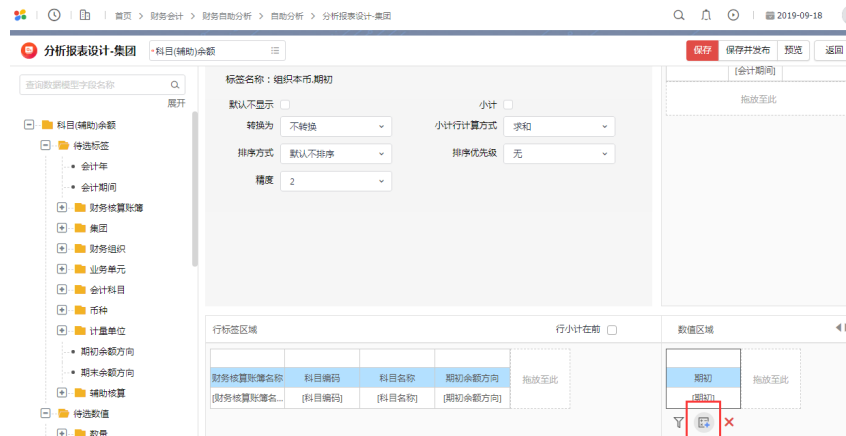 首页 > 财务会计 > 财务自助分析 > 自助分析 > 分析报表设计-集团
2019-09-18
分析报表设计-集团
*科目(辅助)余额
保存 保存并发布 预览 返回
查询数据模型字段名称
展开
科目(辅助)余额
待选标签
会计年
会计期间
财务核算账簿
集团
财务组织
业务单元
会计科目
币种
计量单位
期初余额方向
期末余额方向
辅助核算
待选数值
数量
标签名称：组织本币.期初
默认不显示 小计
转换为 不转换 小计行计算方式 求和
排序方式 默认不排序 排序优先级 无
精度 2
[会计期间]
拖放至此
行标签区域 行小计在前
财务核算账簿名称 科目编码 科目名称 期初余额方向 拖放至此
[财务核算账簿名... [科目编码] [科目名称] [期初余额方向]
数值区域
期初 拖放至此
[期初]